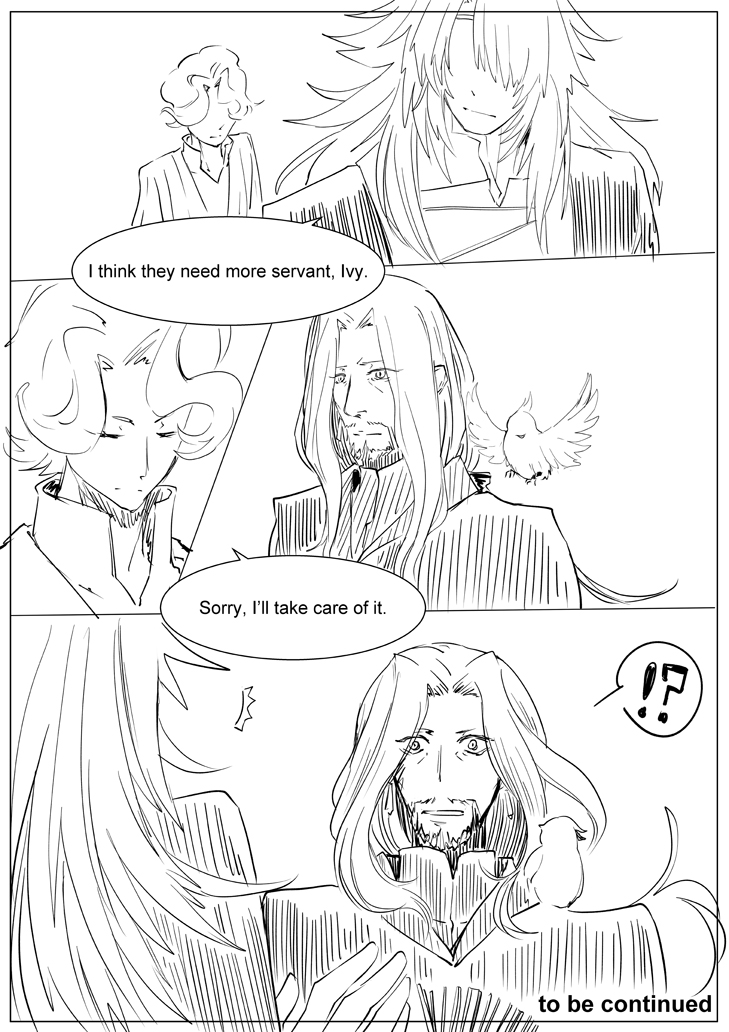 I think they need more servant, Ivy.
Sorry, I'll take care of it.
!?
to be continued